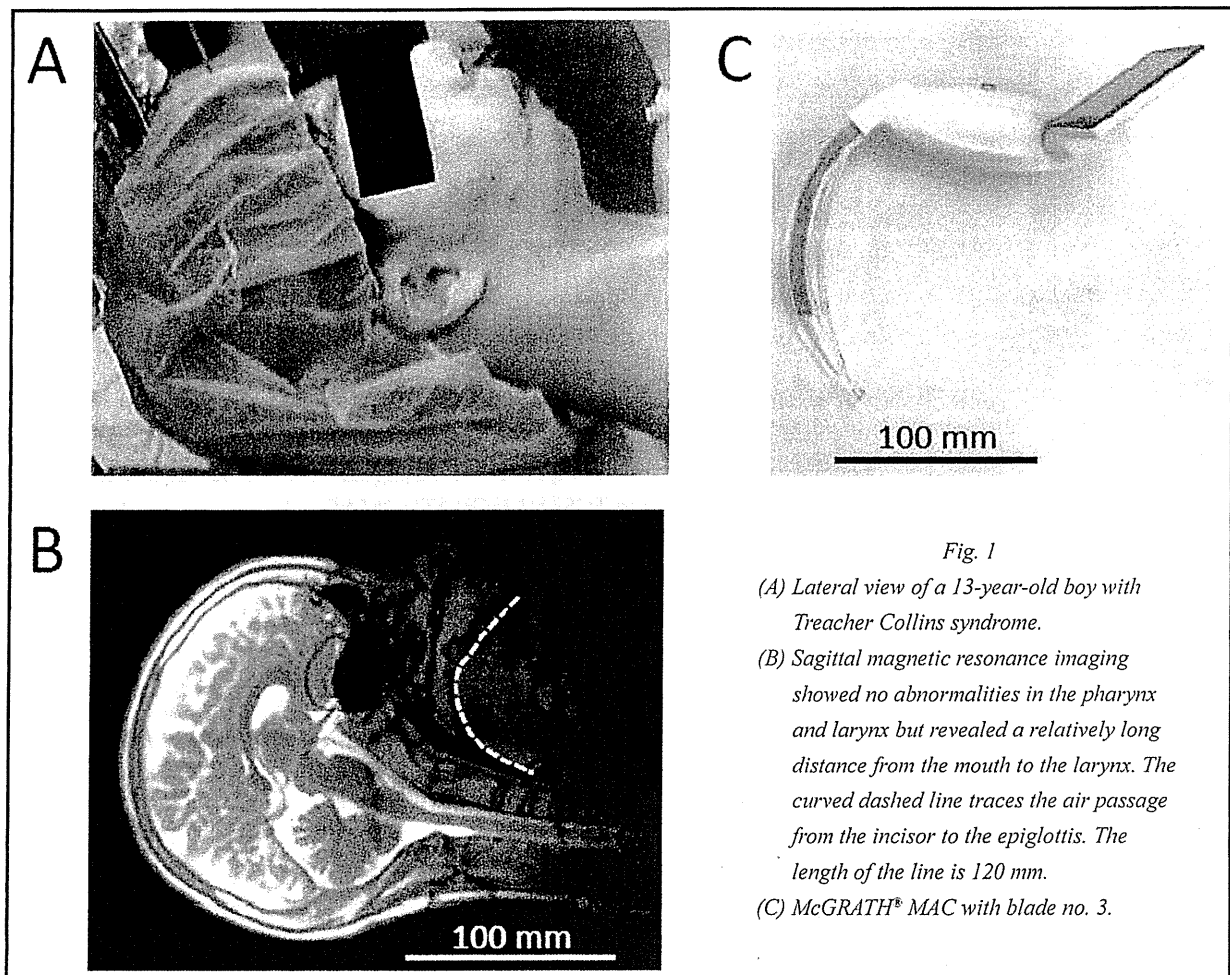 A
C
100 mm
B
100 mm
Fig. 1
(A) Lateral view of a 13-year-old boy with
Treacher Collins syndrome.
(B) Sagittal magnetic resonance imaging
showed no abnormalities in the pharynx
and larynx but revealed a relatively long
distance from the mouth to the larynx. The
curved dashed line traces the air passage
from the incisor to the epiglottis. The
length of the line is 120 mm.
(C) McGRATH® MAC with blade no. 3.